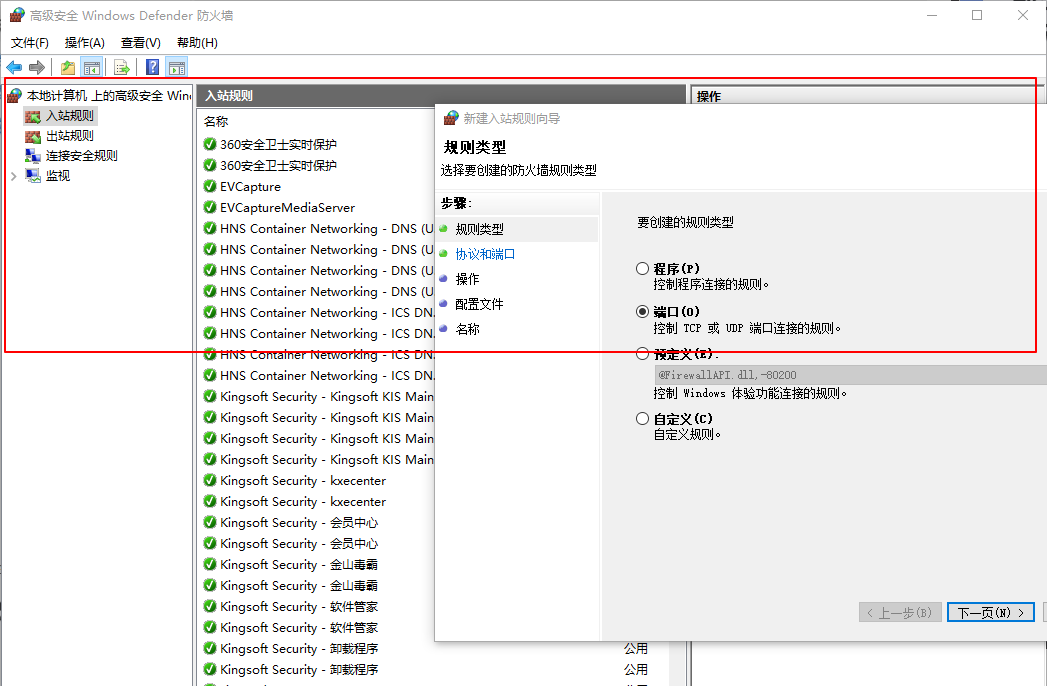 高级安全 Windows Defender 防火墙
文件(F) 操作(A) 查看(V) 帮助(H)
本地计算机 上的高级安全 Win
入站规则
出站规则
连接安全规则
监视
入站规则
名称
360安全卫士实时保护
360安全卫士实时保护
EVCapture
EVCaptureMediaServer
HNS Container Networking - DNS (U
HNS Container Networking - DNS (U
HNS Container Networking - DNS (U
HNS Container Networking - DNS (U
HNS Container Networking - ICS DN
HNS Container Networking - ICS DN
HNS Container Networking - ICS DN
HNS Container Networking - ICS DN
Kingsoft Security - Kingsoft KIS Main
Kingsoft Security - Kingsoft KIS Main
Kingsoft Security - Kingsoft KIS Main
Kingsoft Security - Kingsoft KIS Main
Kingsoft Security - kxecenter
Kingsoft Security - kxecenter
Kingsoft Security - 会员中心
Kingsoft Security - 会员中心
Kingsoft Security - 金山毒霸
Kingsoft Security - 金山毒霸
Kingsoft Security - 软件管家
Kingsoft Security - 软件管家
Kingsoft Security - 卸载程序 公用
Kingsoft Security - 卸载程序 公用
操作
新建入站规则向导
规则类型
选择要创建的防火墙规则类型
步骤:
规则类型
协议和端口
操作
配置文件
名称
要创建的规则类型
程序(P)
控制程序连接的规则。
端口(O)
控制 TCP 或 UDP 端口连接的规则。
预定义(E):
@FirewallAPI.dll,-80200
控制 Windows 体验功能连接的规则。
自定义(C)
自定义规则。
< 上一步(B)
下一页(N) >